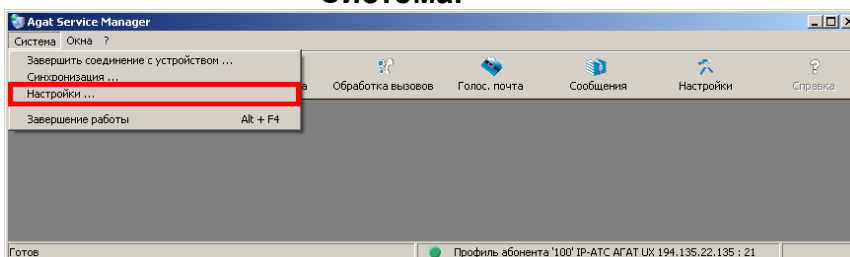 Система.
Agat Service Manager
Система Окна ?
Завершить соединение с устройством ...
Синхронизация ...
Настройки ...
Завершение работы Alt + F4
Обработка вызовов Голос. почта Сообщения Настройки Справка
Готов Профиль абонента '100' IP-АТС АГАТ UX 194.135.22.135 : 21